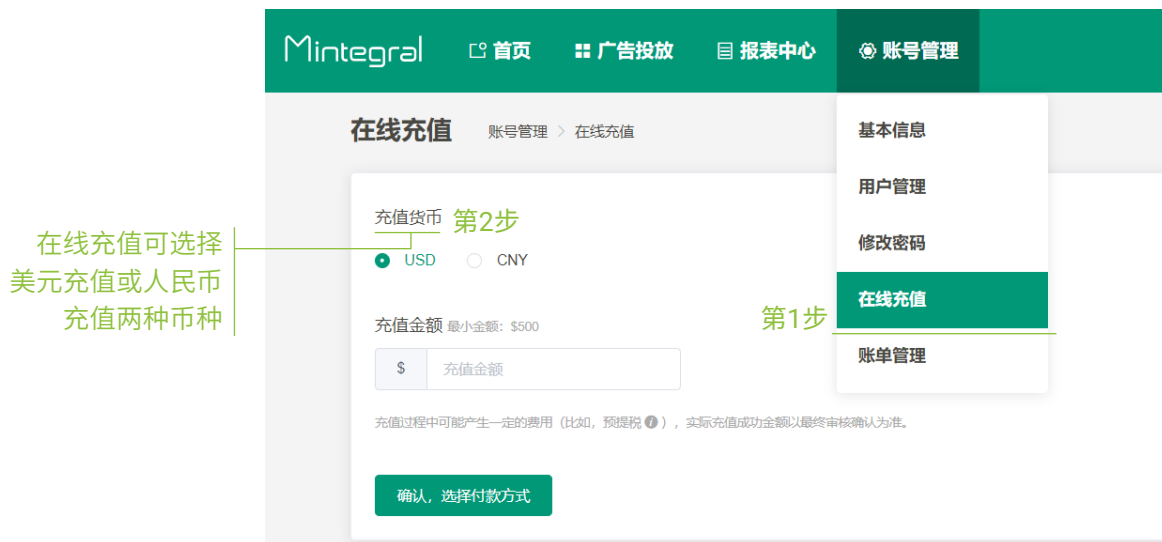 Mintegral 首页 广告投放 报表中心 账号管理
在线充值 账号管理 > 在线充值
基本信息
用户管理
修改密码
在线充值
账单管理
第1步
充值货币 第2步
在线充值可选择
美元充值或人民币
充值两种币种
USD CNY
充值金额 最小金额：$500
$ 充值金额
充值过程中可能产生一定的费用（比如，预提税 i ），实际充值成功金额以最终审核确认为准。
确认，选择付款方式